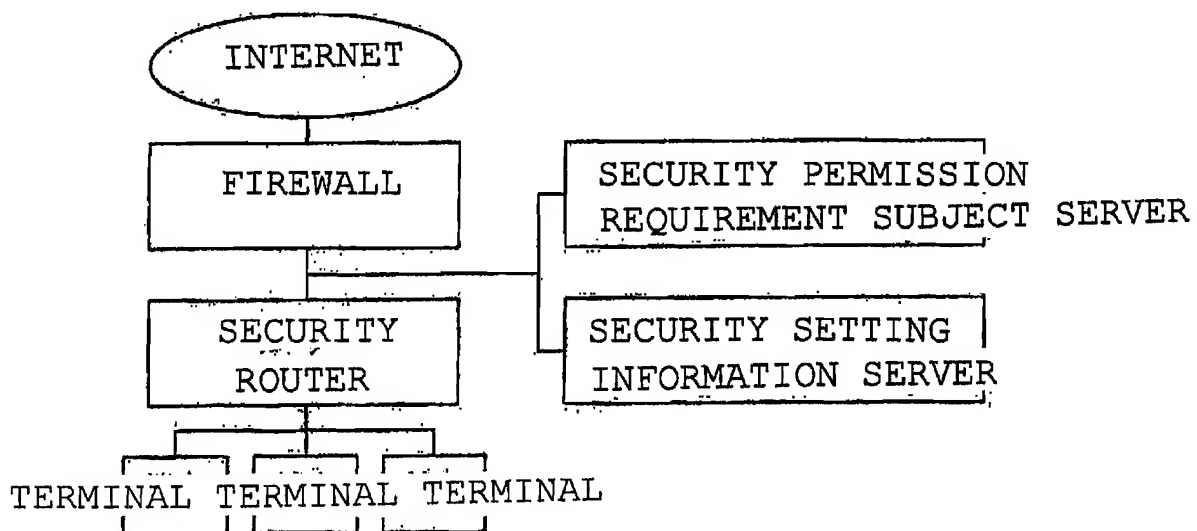 INTERNET
FIREWALL
SECURITY PERMISSION
REQUIREMENT SUBJECT SERVER
SECURITY
ROUTER
SECURITY SETTING
INFORMATION SERVER
TERMINAL TERMINAL TERMINAL